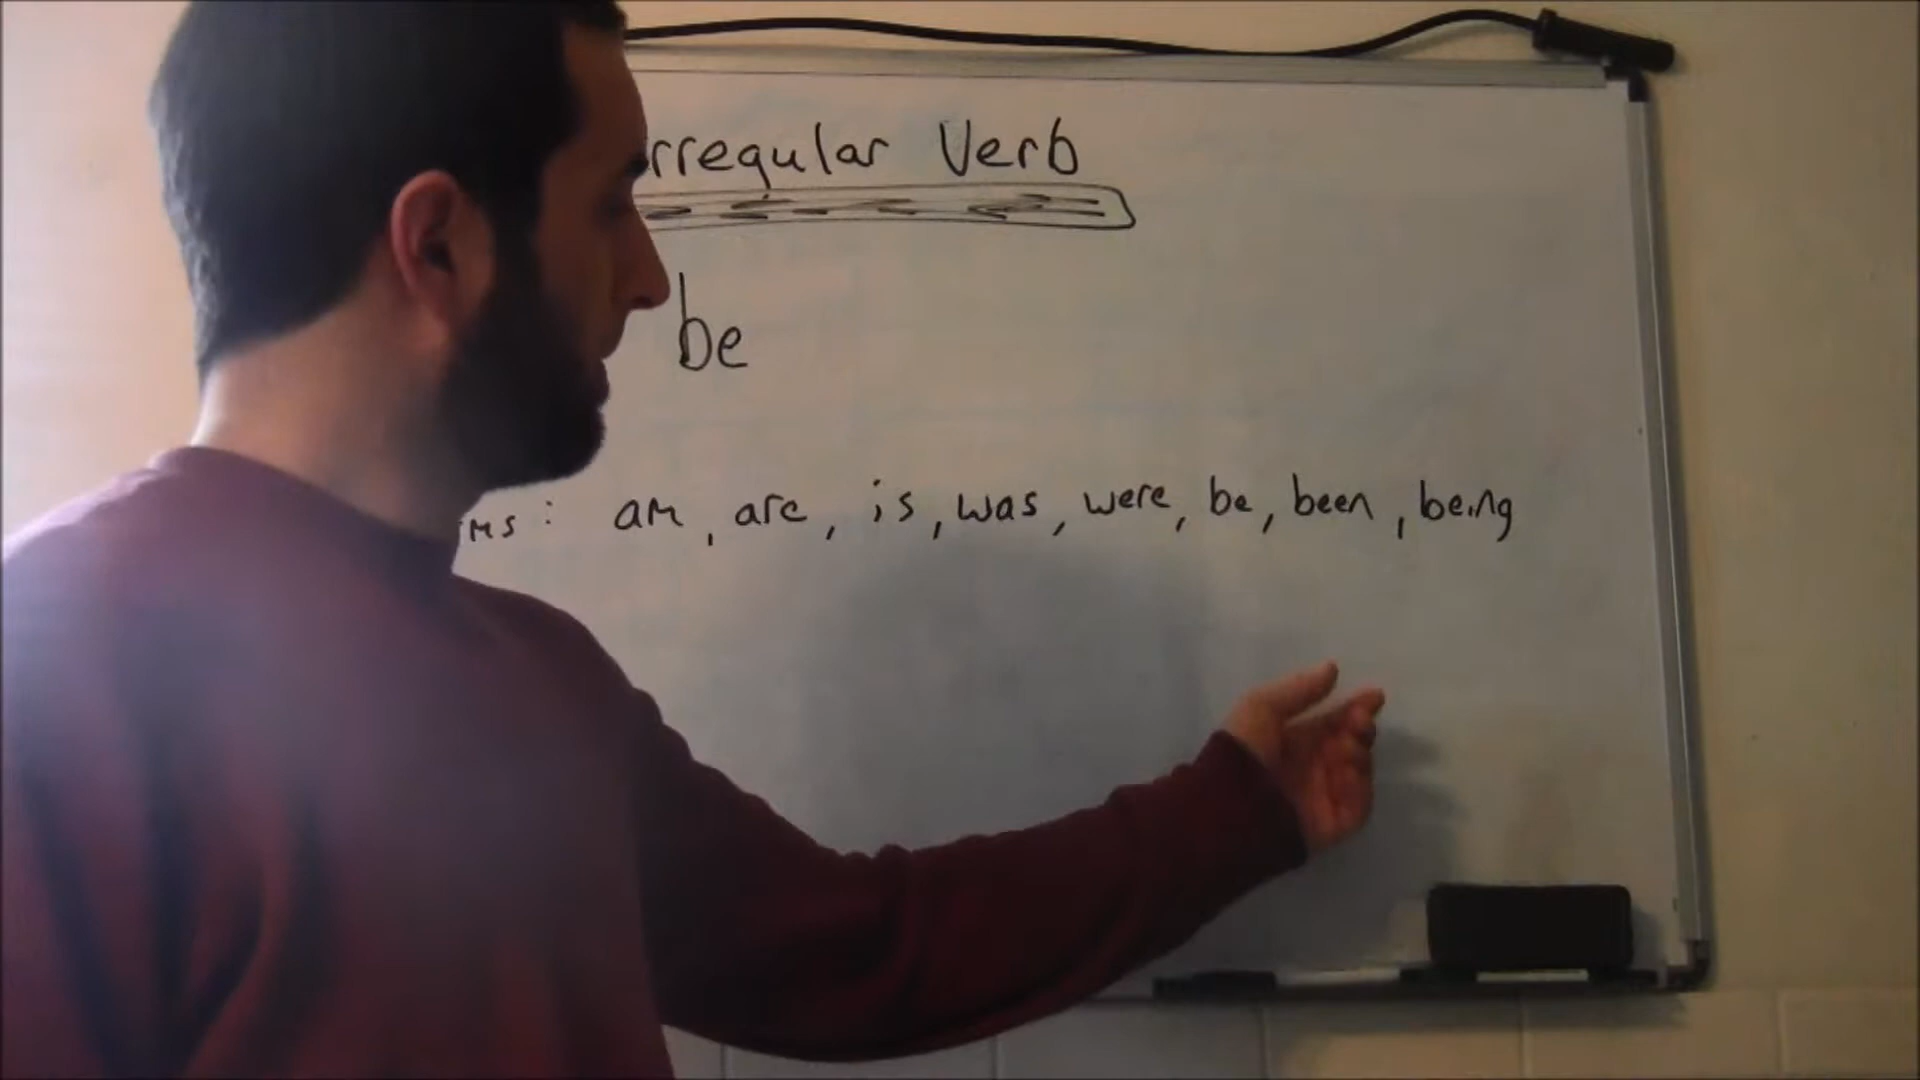 rregular Verb
be
ms: am, are, is, was, were, be, been, being